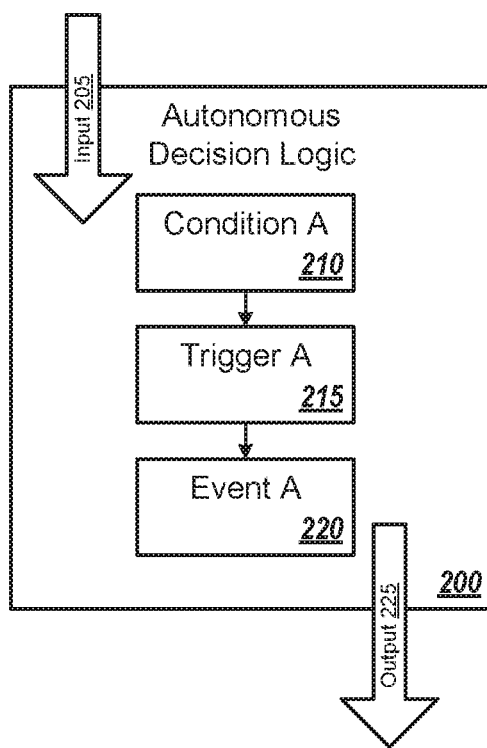 Input 205
Autonomous
Decision Logic
Condition A
210
Trigger A
215
Event A
220
200
Output 225